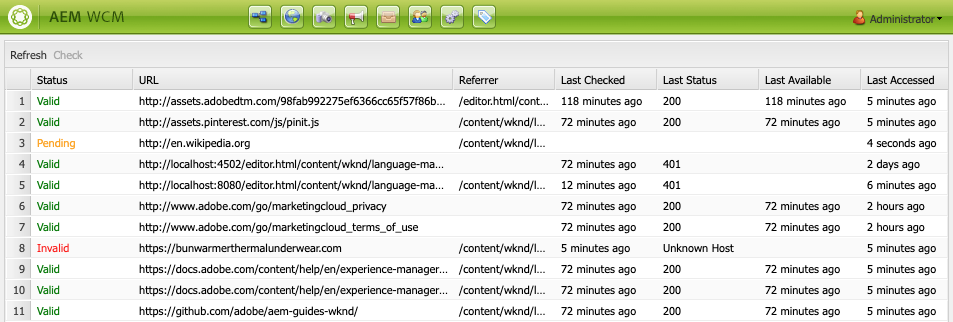 AEM WCM Administrator
Refresh Check
Status URL Referrer Last Checked Last Status Last Available Last Accessed
1 Valid http://assets.adobedtm.com/98fab992275ef6366cc65f57f86b... /editor.html/cont... 118 minutes ago 200 118 minutes ago 5 minutes ago
2 Valid http://assets.pinterest.com/js/pinit.js /content/wknd/l... 72 minutes ago 200 72 minutes ago 5 minutes ago
3 Pending http://en.wikipedia.org /content/wknd/l... 4 seconds ago
4 Valid http://localhost:4502/editor.html/content/wknd/language-ma... 72 minutes ago 401 2 days ago
5 Valid http://localhost:8080/editor.html/content/wknd/language-ma... 12 minutes ago 401 6 minutes ago
6 Valid http://www.adobe.com/go/marketingcloud_privacy 72 minutes ago 200 72 minutes ago 2 hours ago
7 Valid http://www.adobe.com/go/marketingcloud_terms_of_use 72 minutes ago 200 72 minutes ago 2 hours ago
8 Invalid https://bunwarmerthermalunderwear.com /content/wknd/l... 5 minutes ago Unknown Host 5 minutes ago
9 Valid https://docs.adobe.com/content/help/en/experience-manager... /content/wknd/l... 72 minutes ago 200 72 minutes ago 5 minutes ago
10 Valid https://docs.adobe.com/content/help/en/experience-manager... /content/wknd/l... 72 minutes ago 200 72 minutes ago 5 minutes ago
11 Valid https://github.com/adobe/aem-guides-wknd/ /content/wknd/l... 72 minutes ago 200 72 minutes ago 5 minutes ago